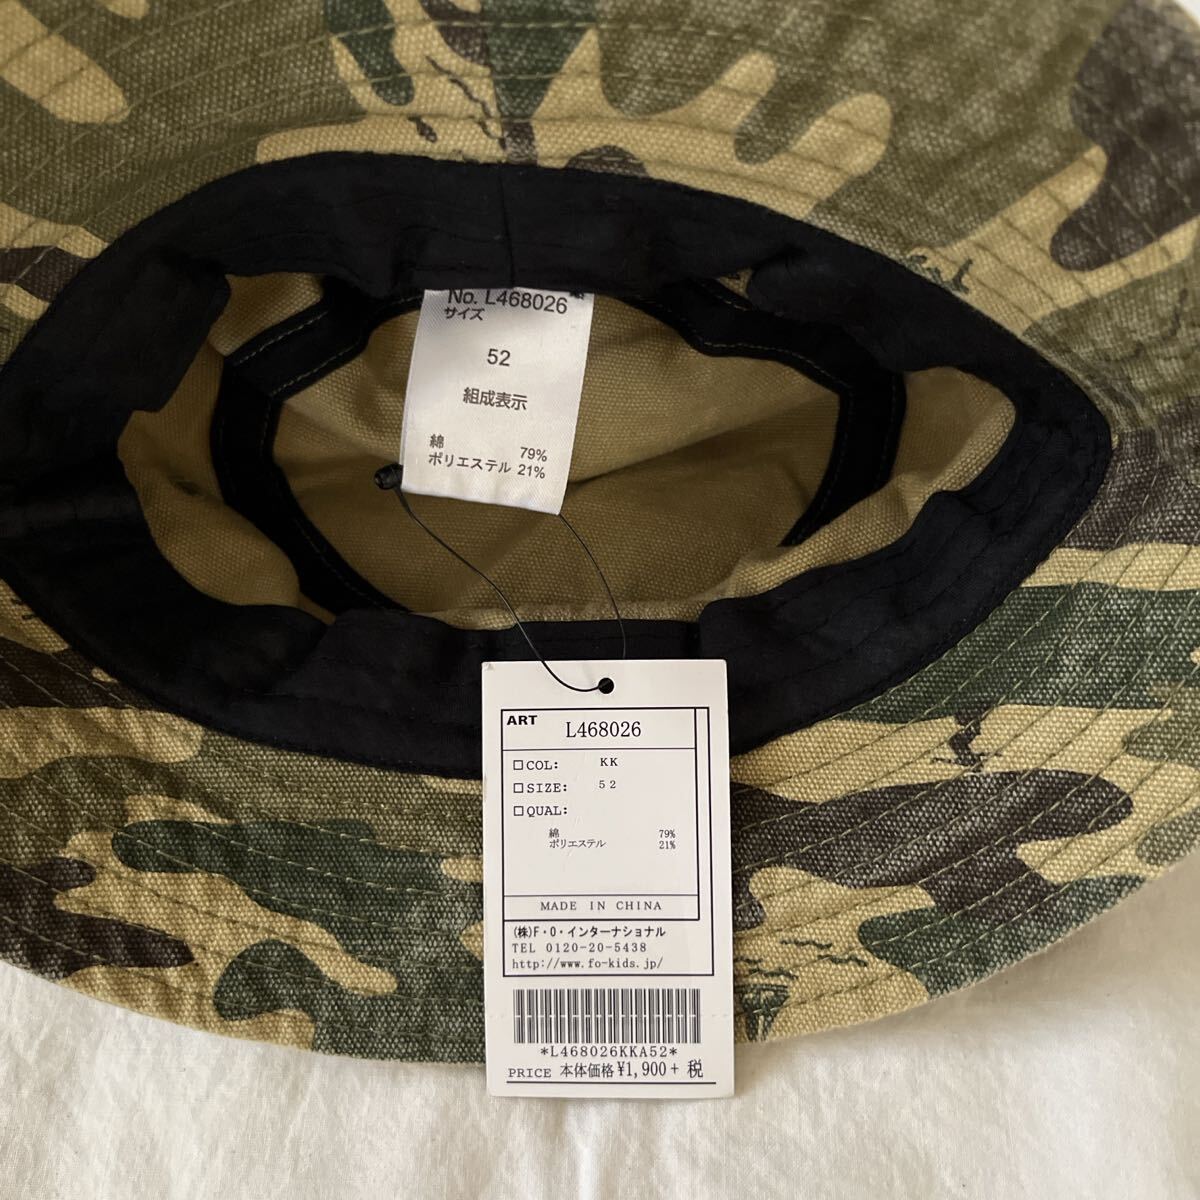 No. L468026
サイズ
52
組成表示
綿 79%
ポリエステル 21%
ART L468026
□COL: KK
□SIZE: 52
□QUAL:
綿 79%
ポリエステル 21%
MADE IN CHINA
(株)F・O・インターナショナル
TEL 0120-20-5438
http://www.fo-kids.jp/
*L468026KKA52*
PRICE 本体価格¥1,900+ 税